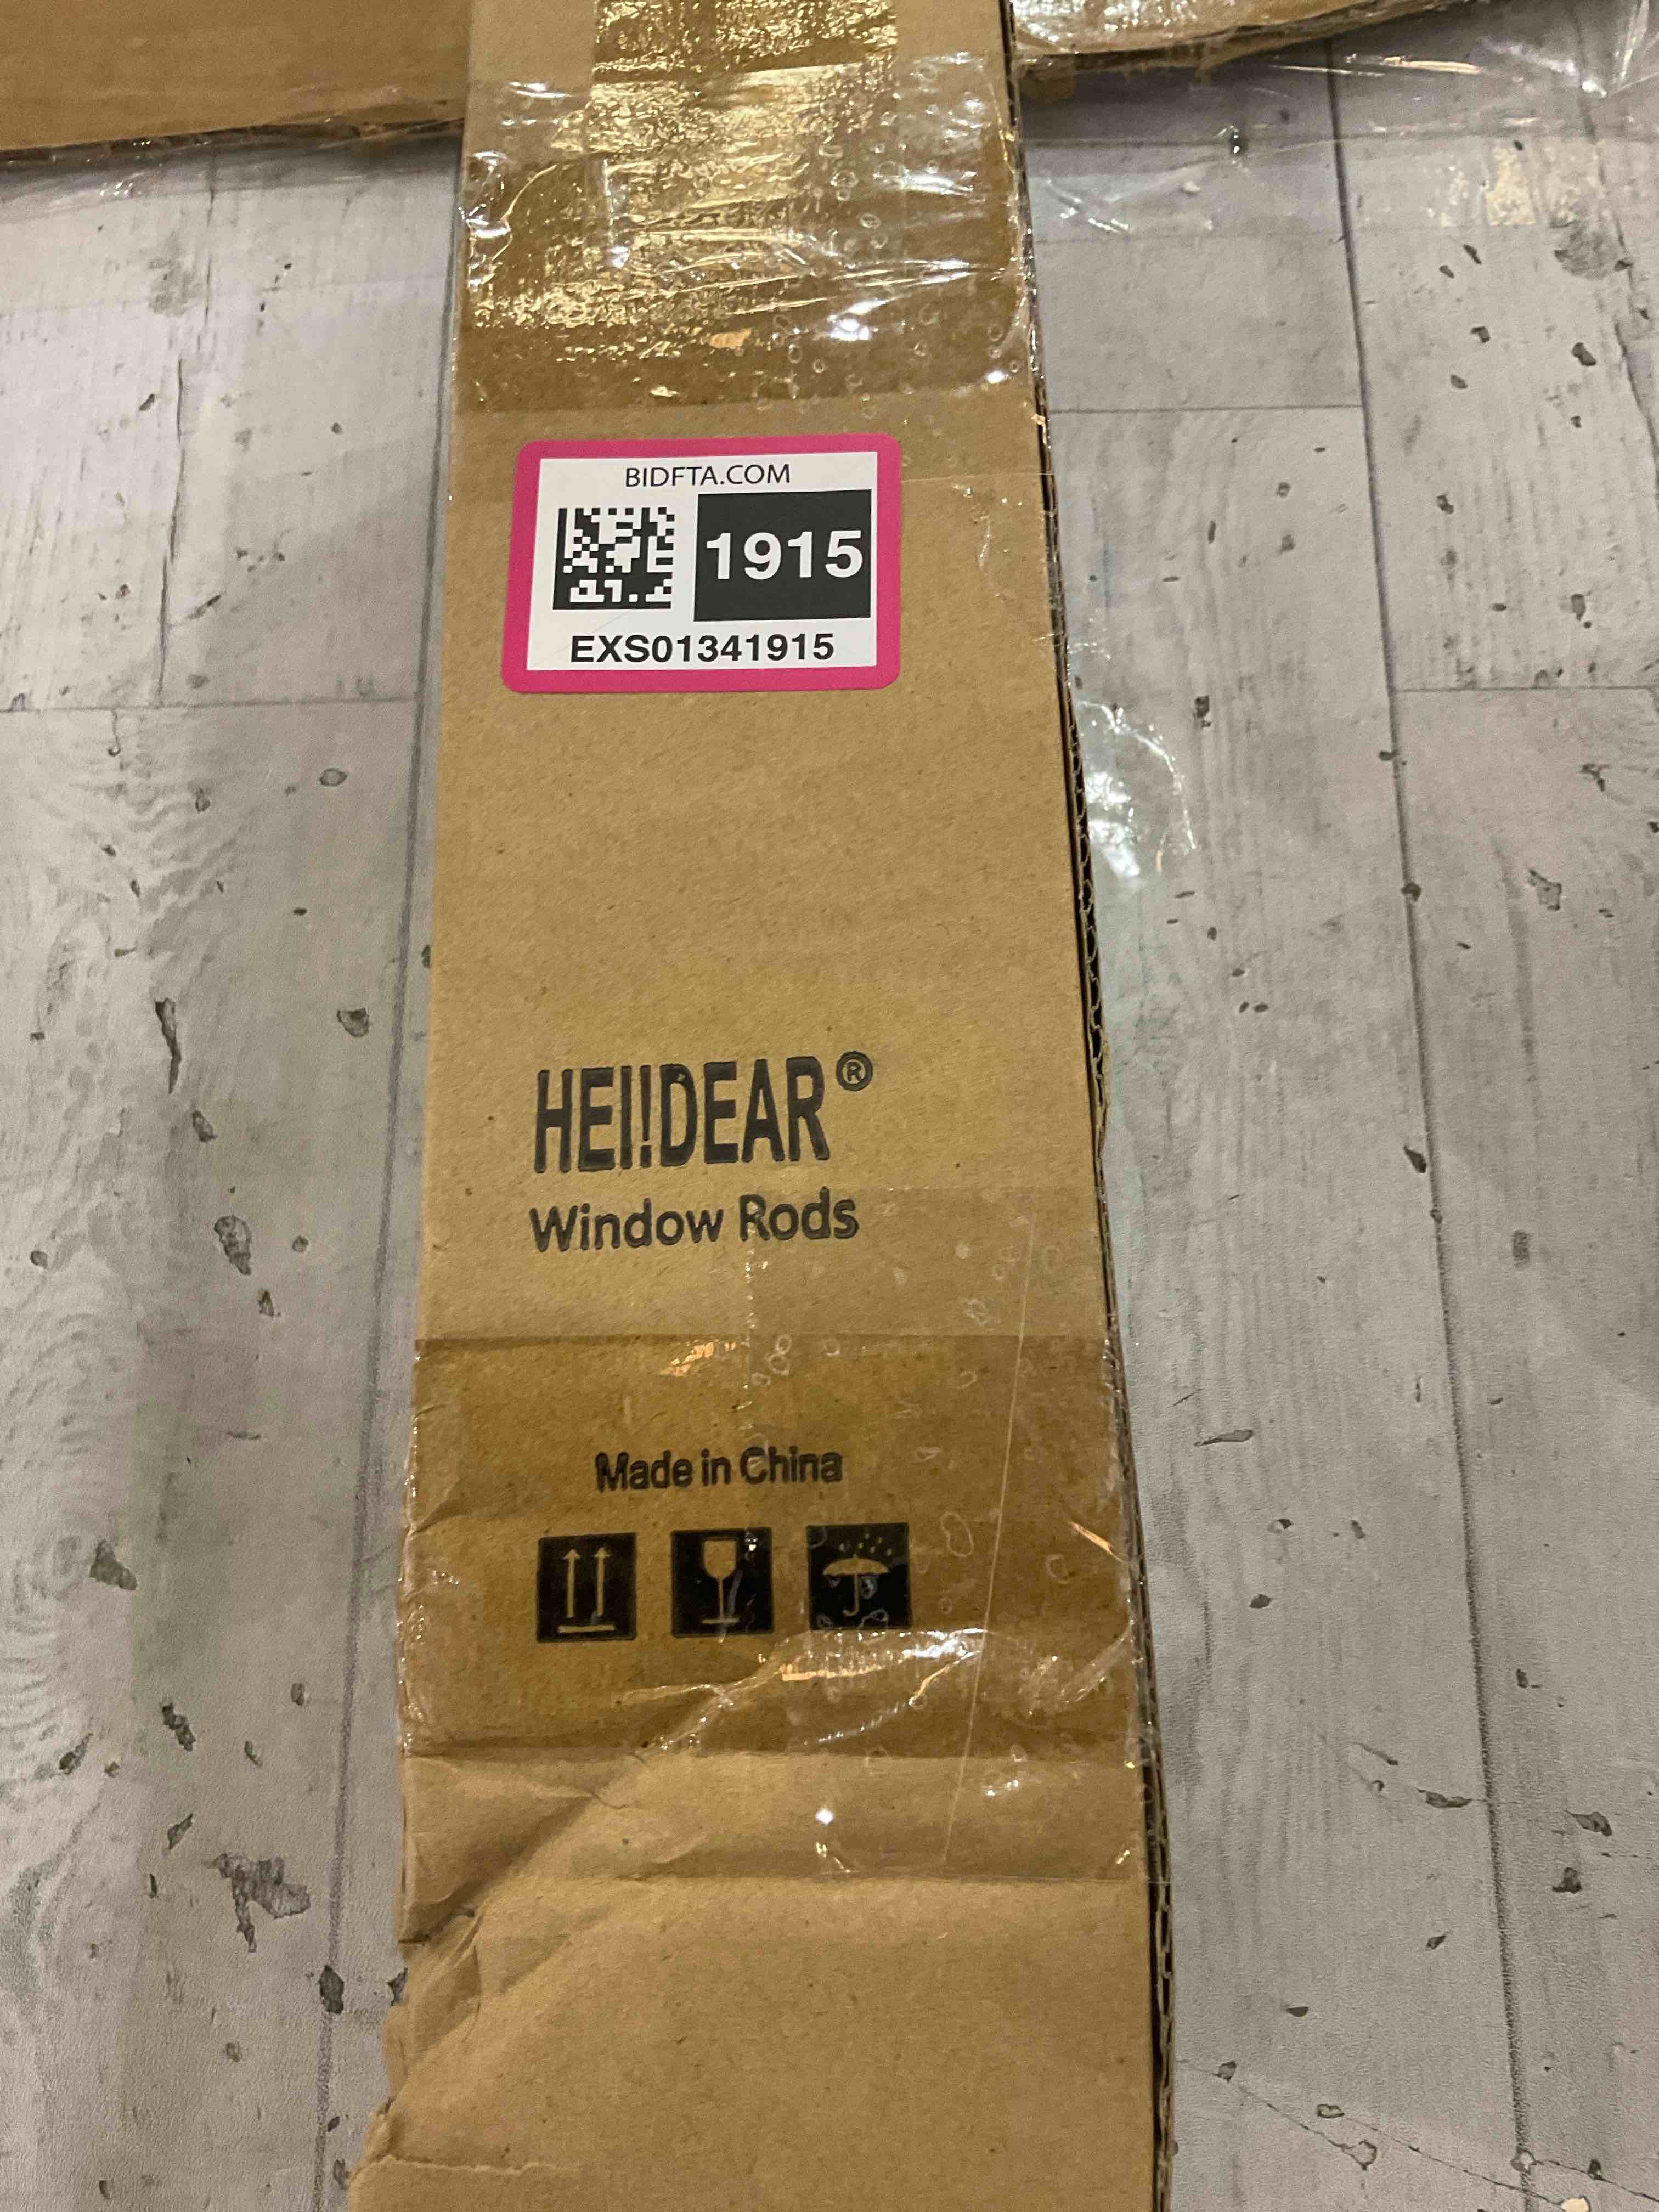 BIDFTA.COM
1915
EXS01341915
HEI!DEAR®
Window Rods
Made in China